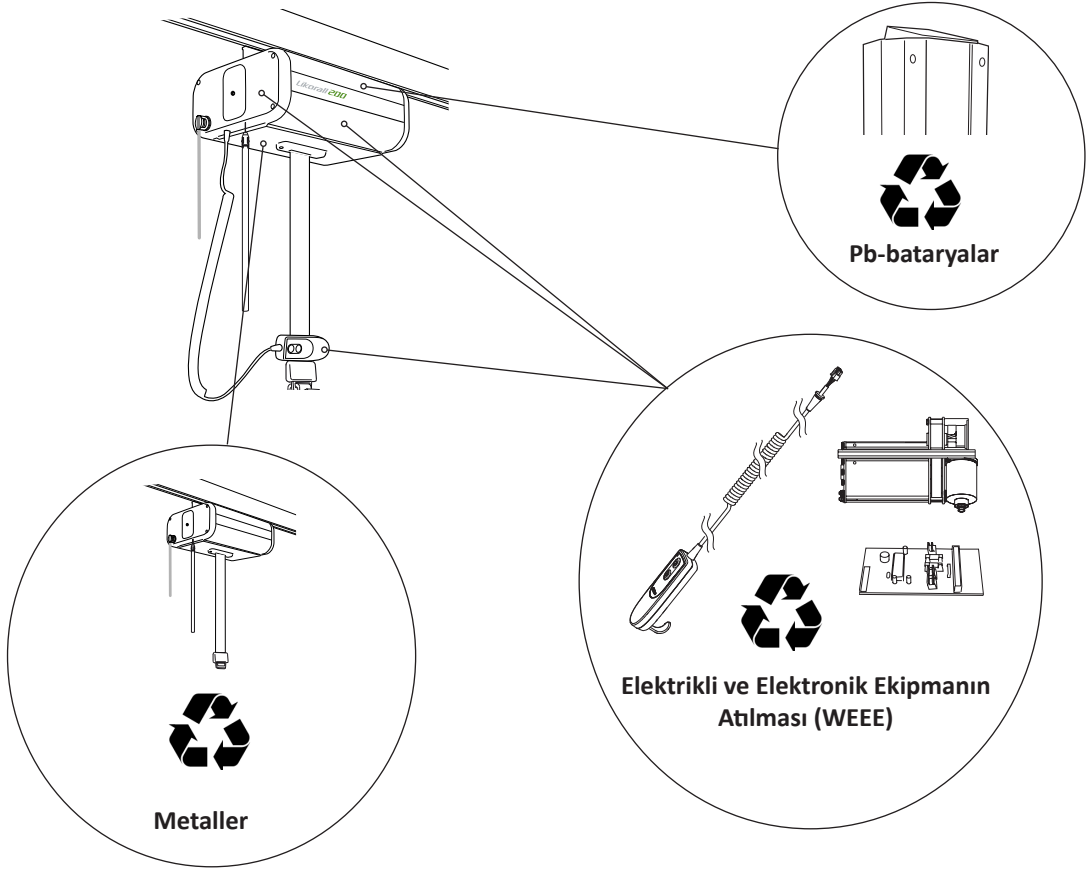 Likorall 200
Pb-bataryalar
Elektrikli ve Elektronik Ekipmanın
Atılması (WEEE)
Metaller